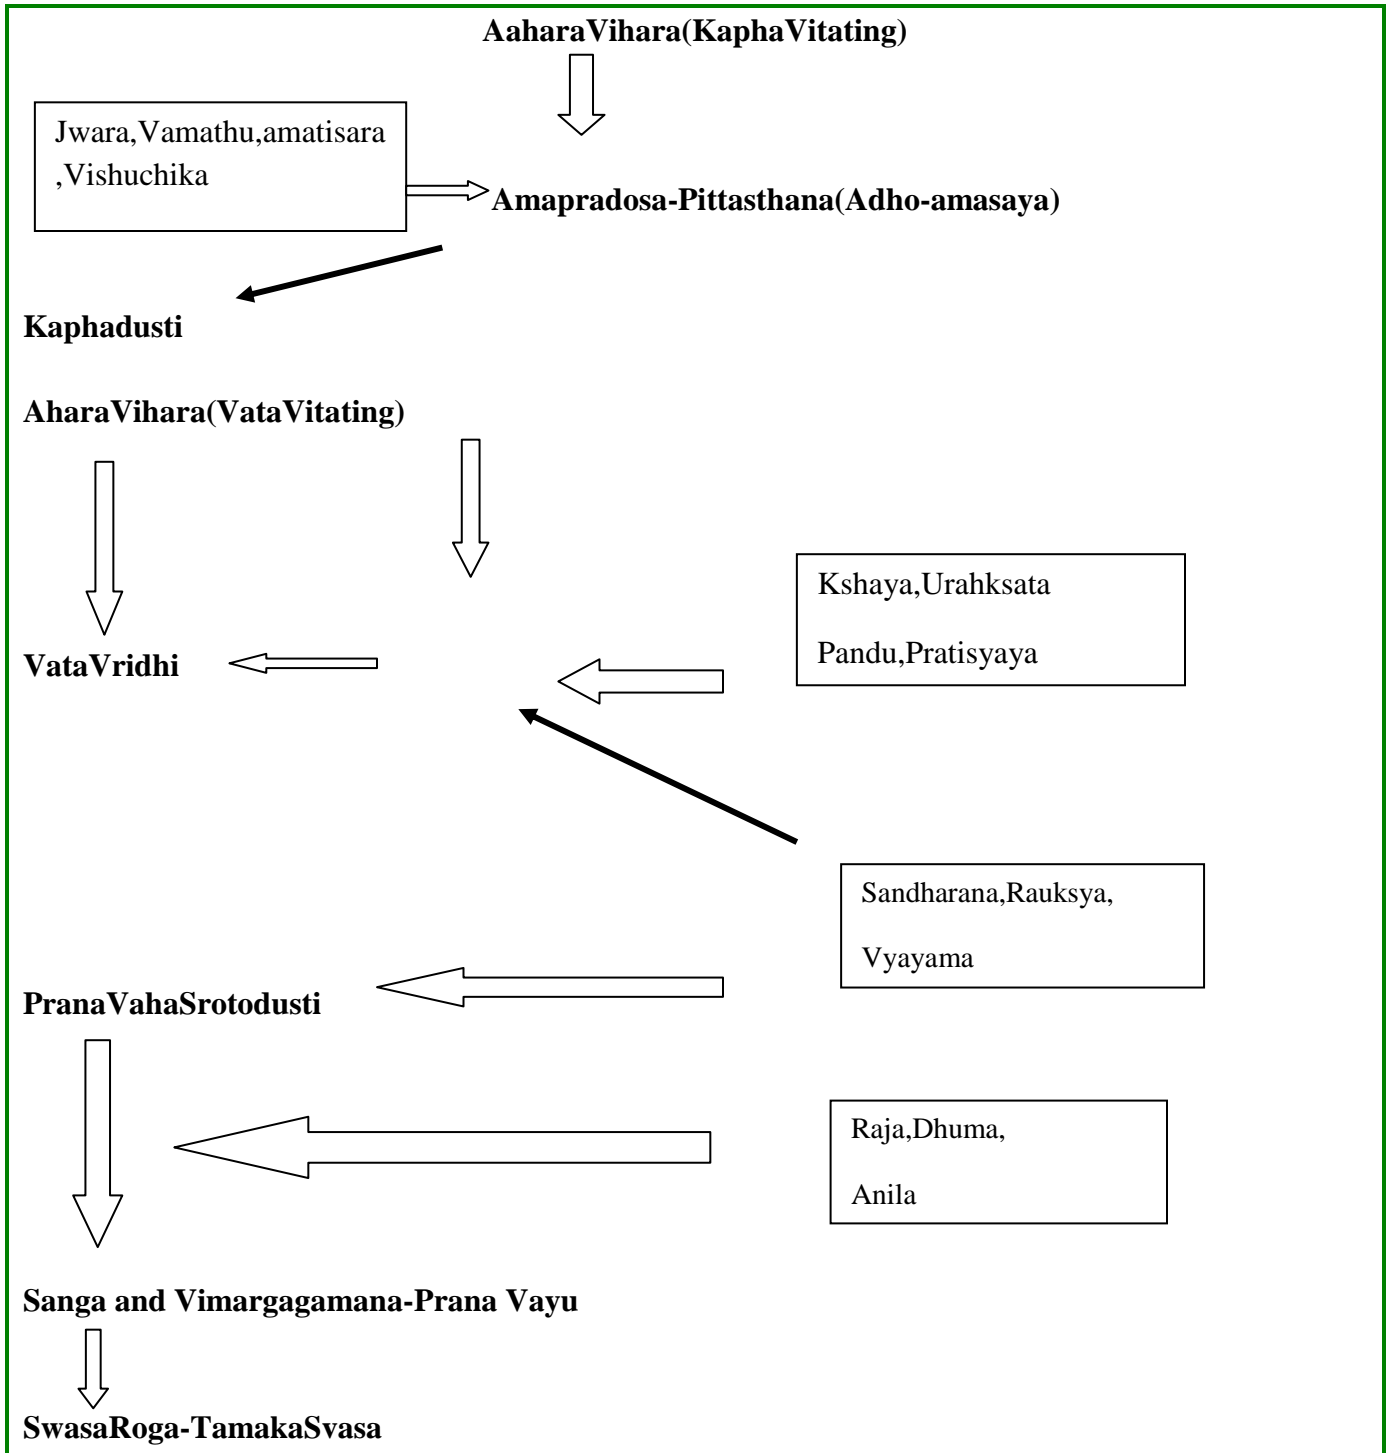 AaharaVihara(KaphaVitating)
Jwara,Vamathu,amatisara
,Vishuchika
Amapradosa-Pittasthana(Adho-amasaya)
Kaphadusti
AharaVihara(VataVitating)
Kshaya,Urahksata
Pandu,Pratisyaya
VataVridhi
Sandharana,Rauksya,
Vyayama
PranaVahaSrotodusti
Raja,Dhuma,
Anila
Sanga and Vimargagamana-Prana Vayu
SwasaRoga-TamakaSvasa